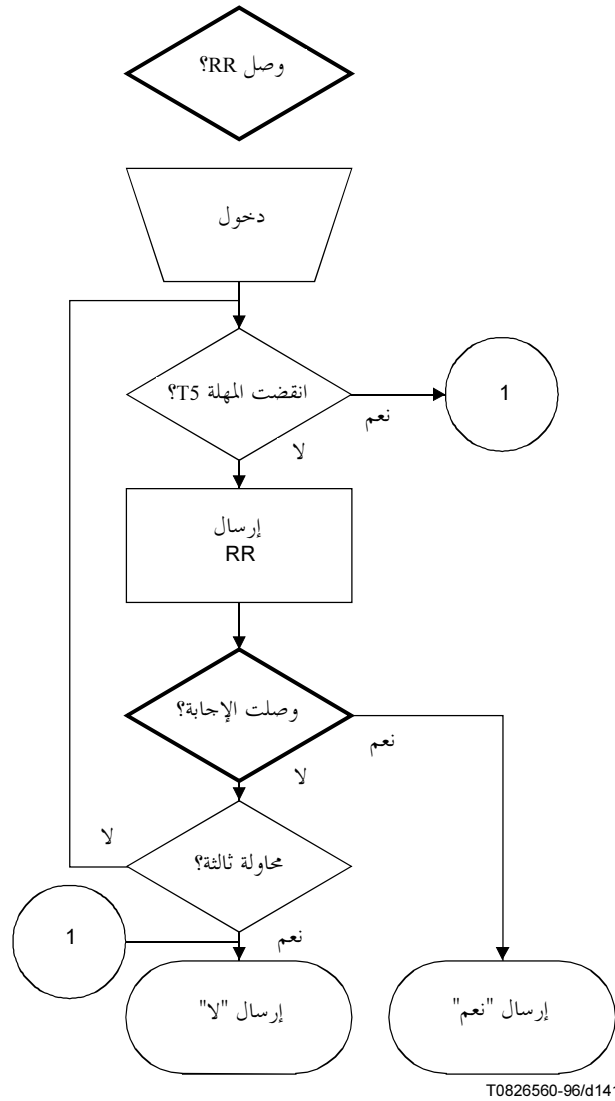 وصل RR؟
دخول
انقضت المهلة T5؟
1
نعم
لا
إرسال
RR
وصلت الإجابة؟
نعم
لا
لا
محاولة ثالثة؟
1
نعم
إرسال "لا"
إرسال "نعم"
T0826560-96/d141